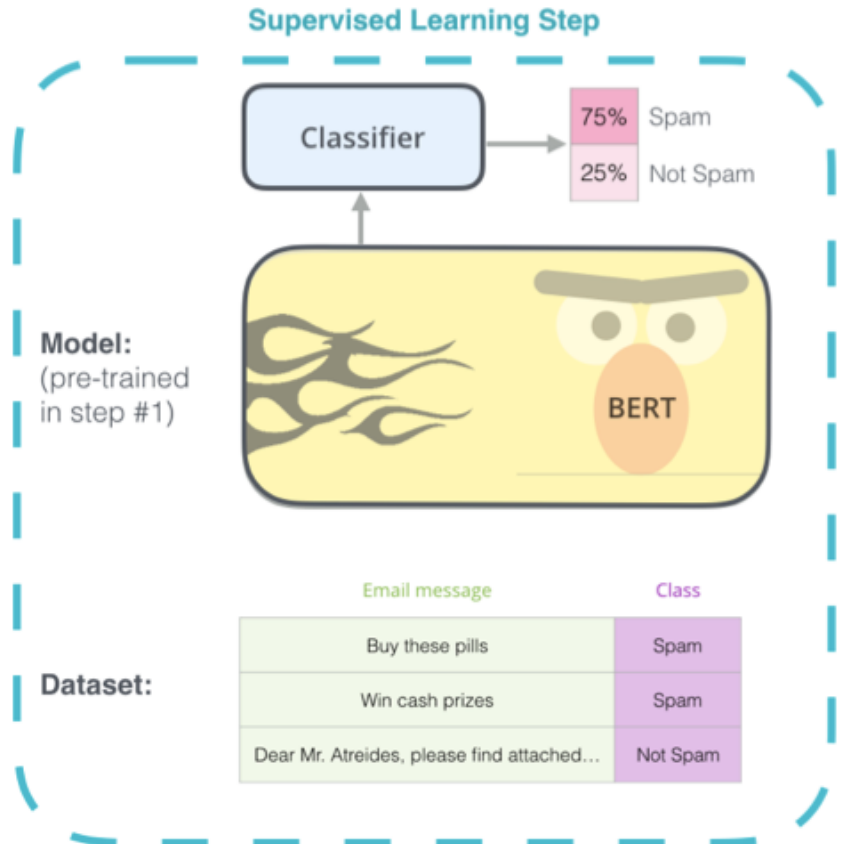 Supervised Learning Step
Classifier
75% Spam
25% Not Spam
Model:
(pre-trained
in step #1)
BERT
Email message Class
Buy these pills Spam
Dataset:
Win cash prizes Spam
Dear Mr. Atreides, please find attached... Not Spam